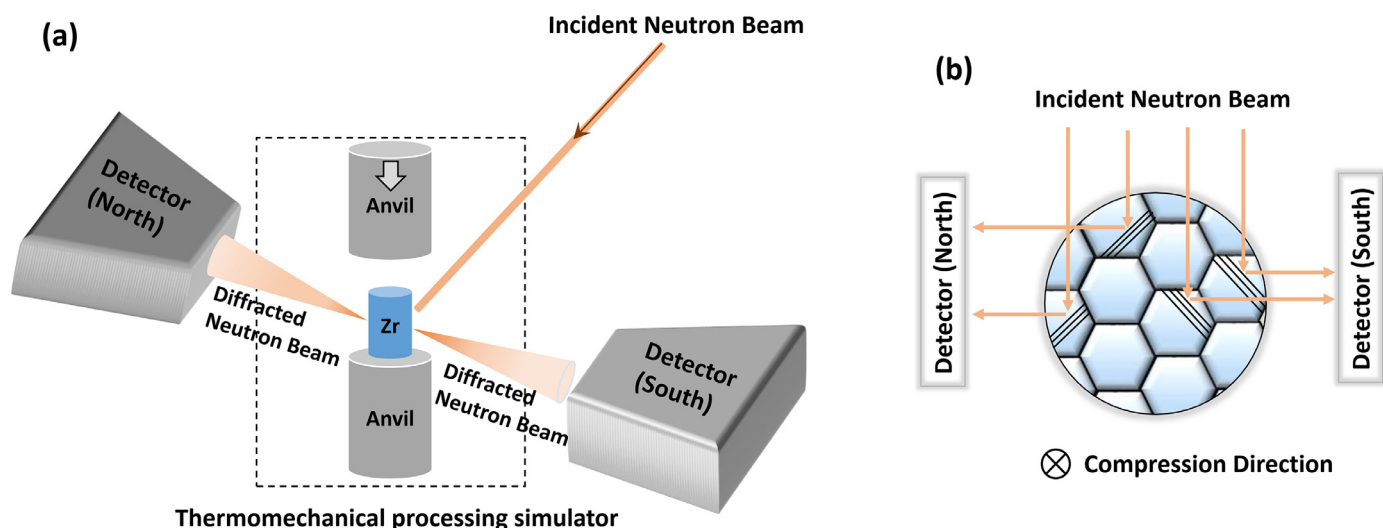 (a)
Incident Neutron Beam
Detector
(North)
Anvil
Diffracted
Neutron Beam
Zr
Anvil
Diffracted
Neutron Beam
Detector
(South)
Thermomechanical processing simulator
(b)
Incident Neutron Beam
Detector (North)
Detector (South)
Compression Direction